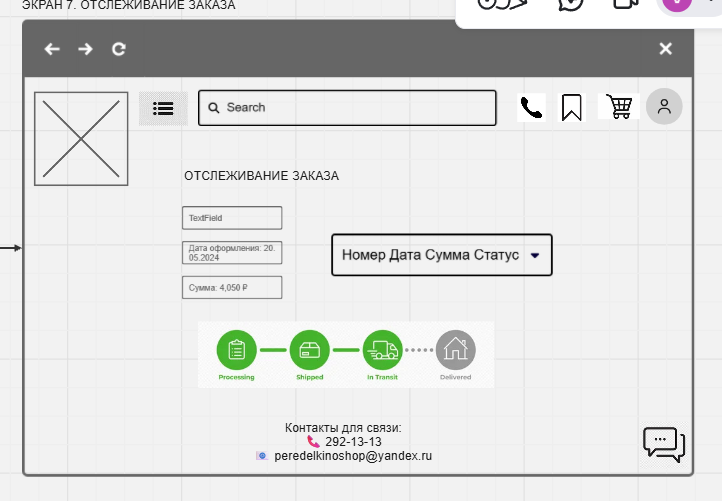 ЭКРАН 7. ОТСЛЕЖИВАНИЕ ЗАКАЗА
Search
ОТСЛЕЖИВАНИЕ ЗАКАЗА
TextField
Дата оформления: 20.
05.2024
Номер Дата Сумма Статус
Сумма: 4,050 ₽
Processing
Shipped
In Transit
Delivered
Контакты для связи:
292-13-13
peredelkinoshop@yandex.ru